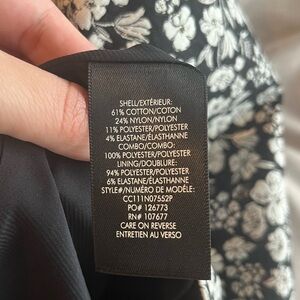 SHELL/EXTÉRIEUR:
61% COTTON/COTON
24% NYLON/NYLON
11% POLYESTER/POLYESTER
4% ELASTANE/ÉLASTHANNE
COMBO/COMBO:
100% POLYESTER/POLYESTER
LINING/DOUBLURE:
94% POLYESTER/POLYESTER
6% ELASTANE/ÉLASTHANNE
STYLE#/NUMÉRO DE MODÈLE:
CC111N07552P
PO# 126773
RN# 107677
CARE ON REVERSE
ENTRETIEN AU VERSO